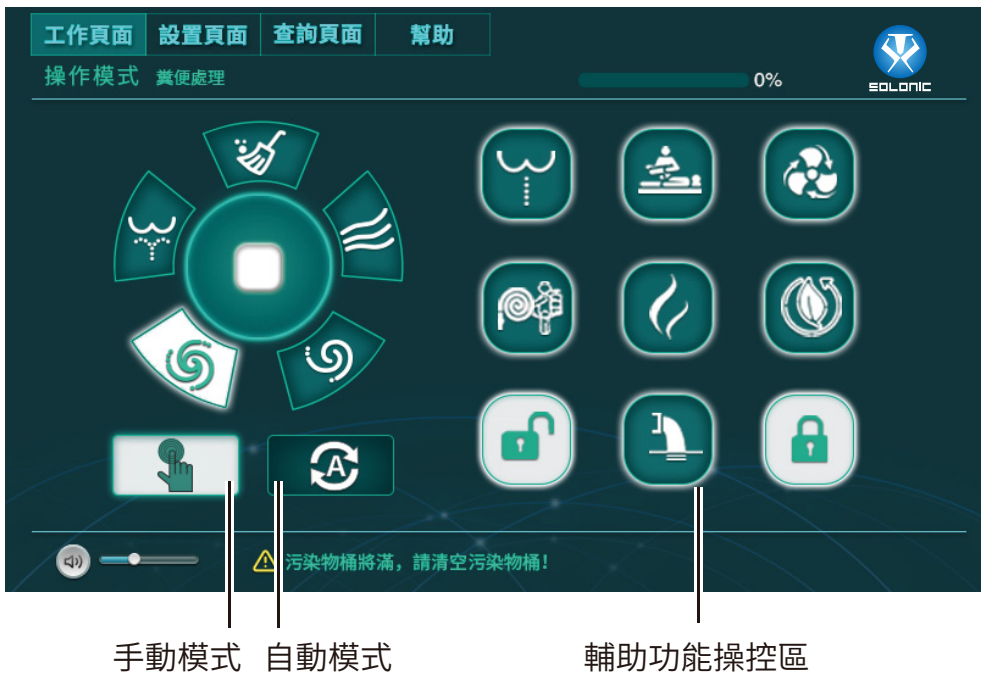 工作頁面 設置頁面 查詢頁面 幫助
操作模式 糞便處理 0%
SOLONIC
A
污染物桶將滿，請清空污染物桶！
手動模式 自動模式 輔助功能操控區